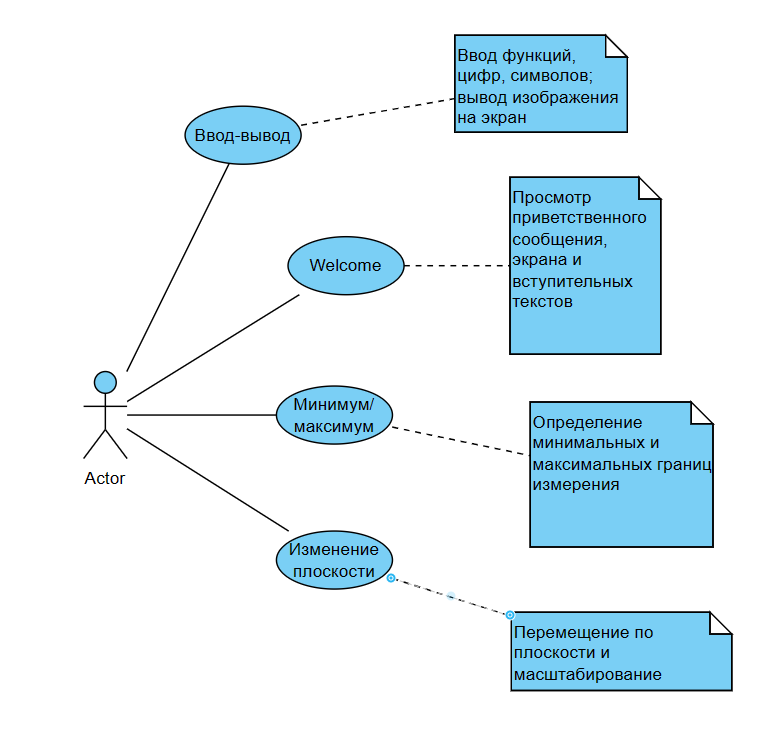 Ввод функций,
цифр, символов;
вывод изображения
на экран
Ввод-вывод
Просмотр
приветственного
сообщения,
экрана и
вступительных
текстов
Welcome
Минимум/
максимум
Определение
минимальных и
максимальных границ
измерения
Actor
Изменение
плоскости
Перемещение по
плоскости и
масштабирование